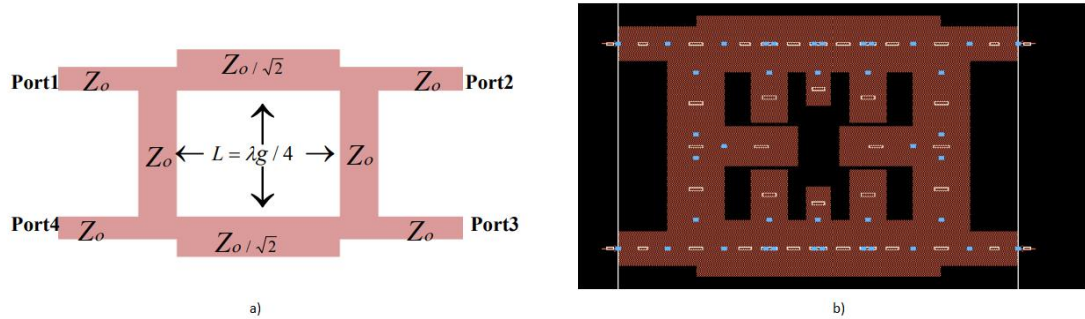 Zo / √2
Port1 Zo Zo Port2
Zo ← L = λg / 4 → Zo
Port4 Zo Zo Port3
Zo / √2
a) b)